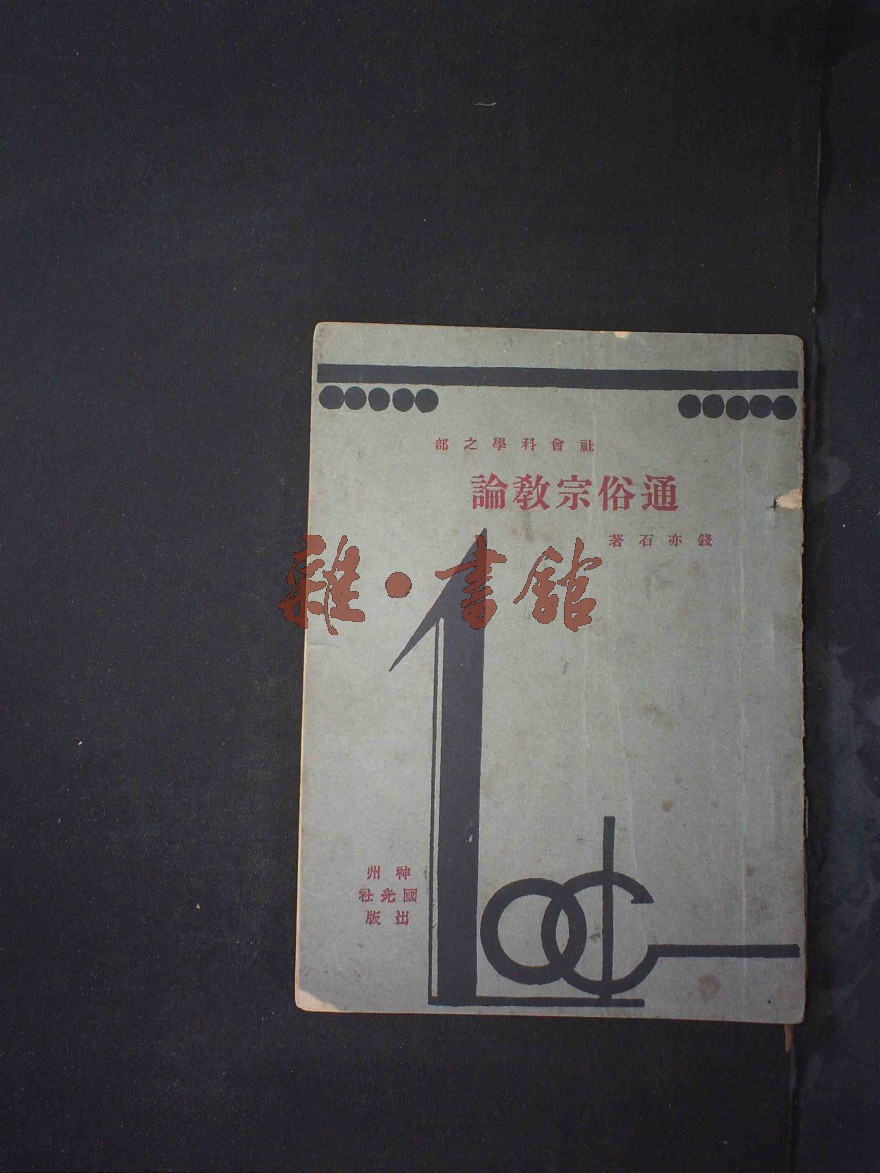 社會科學之部
通俗宗教論
錢亦石著
雜·書館
神州
國光社
出版
10¢